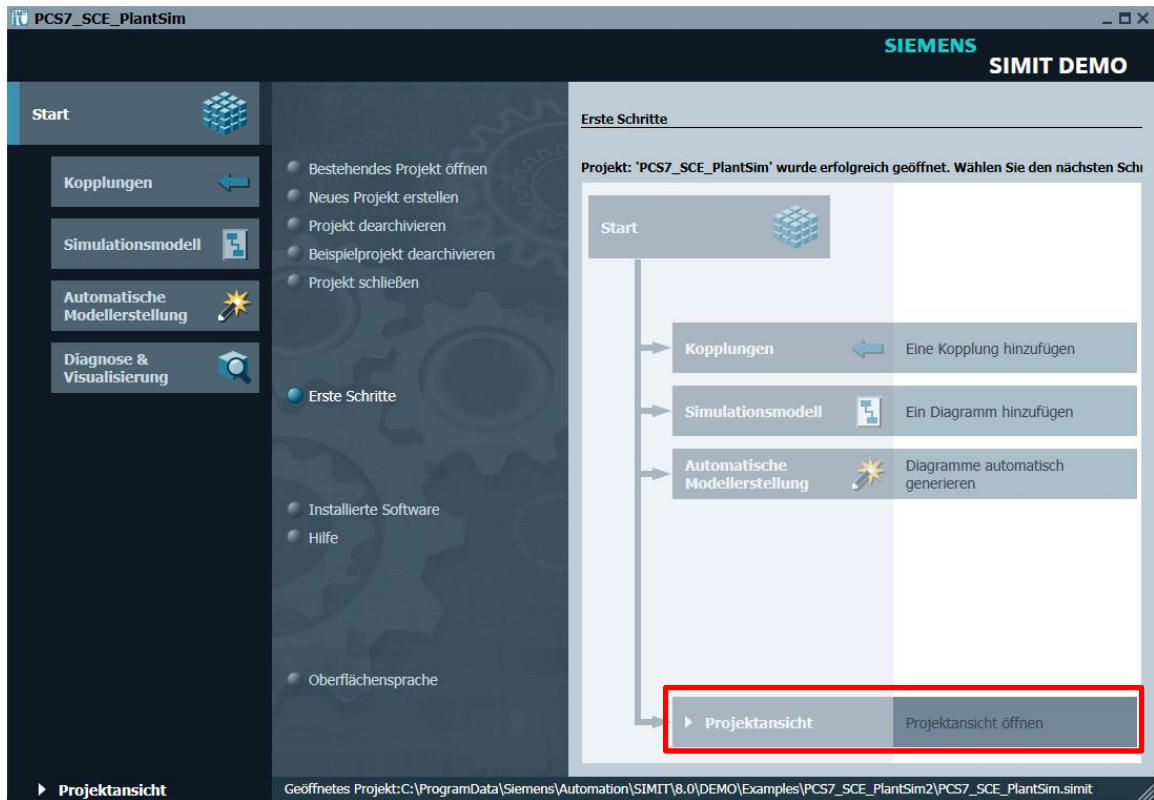 PCS7_SCE_PlantSim
SIEMENS
SIMIT DEMO
Start
Kopplungen
Simulationsmodell
Automatische
Modellerstellung
Diagnose &
Visualisierung
Projektansicht
Bestehendes Projekt öffnen
Neues Projekt erstellen
Projekt dearchivieren
Beispielprojekt dearchivieren
Projekt schließen
Erste Schritte
Installierte Software
Hilfe
Oberflächensprache
Erste Schritte
Projekt: 'PCS7_SCE_PlantSim' wurde erfolgreich geöffnet. Wählen Sie den nächsten Schr
Start
Kopplungen
Eine Kopplung hinzufügen
Simulationsmodell
Ein Diagramm hinzufügen
Automatische
Modellerstellung
Diagramme automatisch
generieren
Projektansicht
Projektansicht öffnen
Geöffnetes Projekt:C:\ProgramData\Siemens\Automation\SIMIT\8.0\DEMO\Examples\PCS7_SCE_PlantSim2\PCS7_SCE_PlantSim.simit